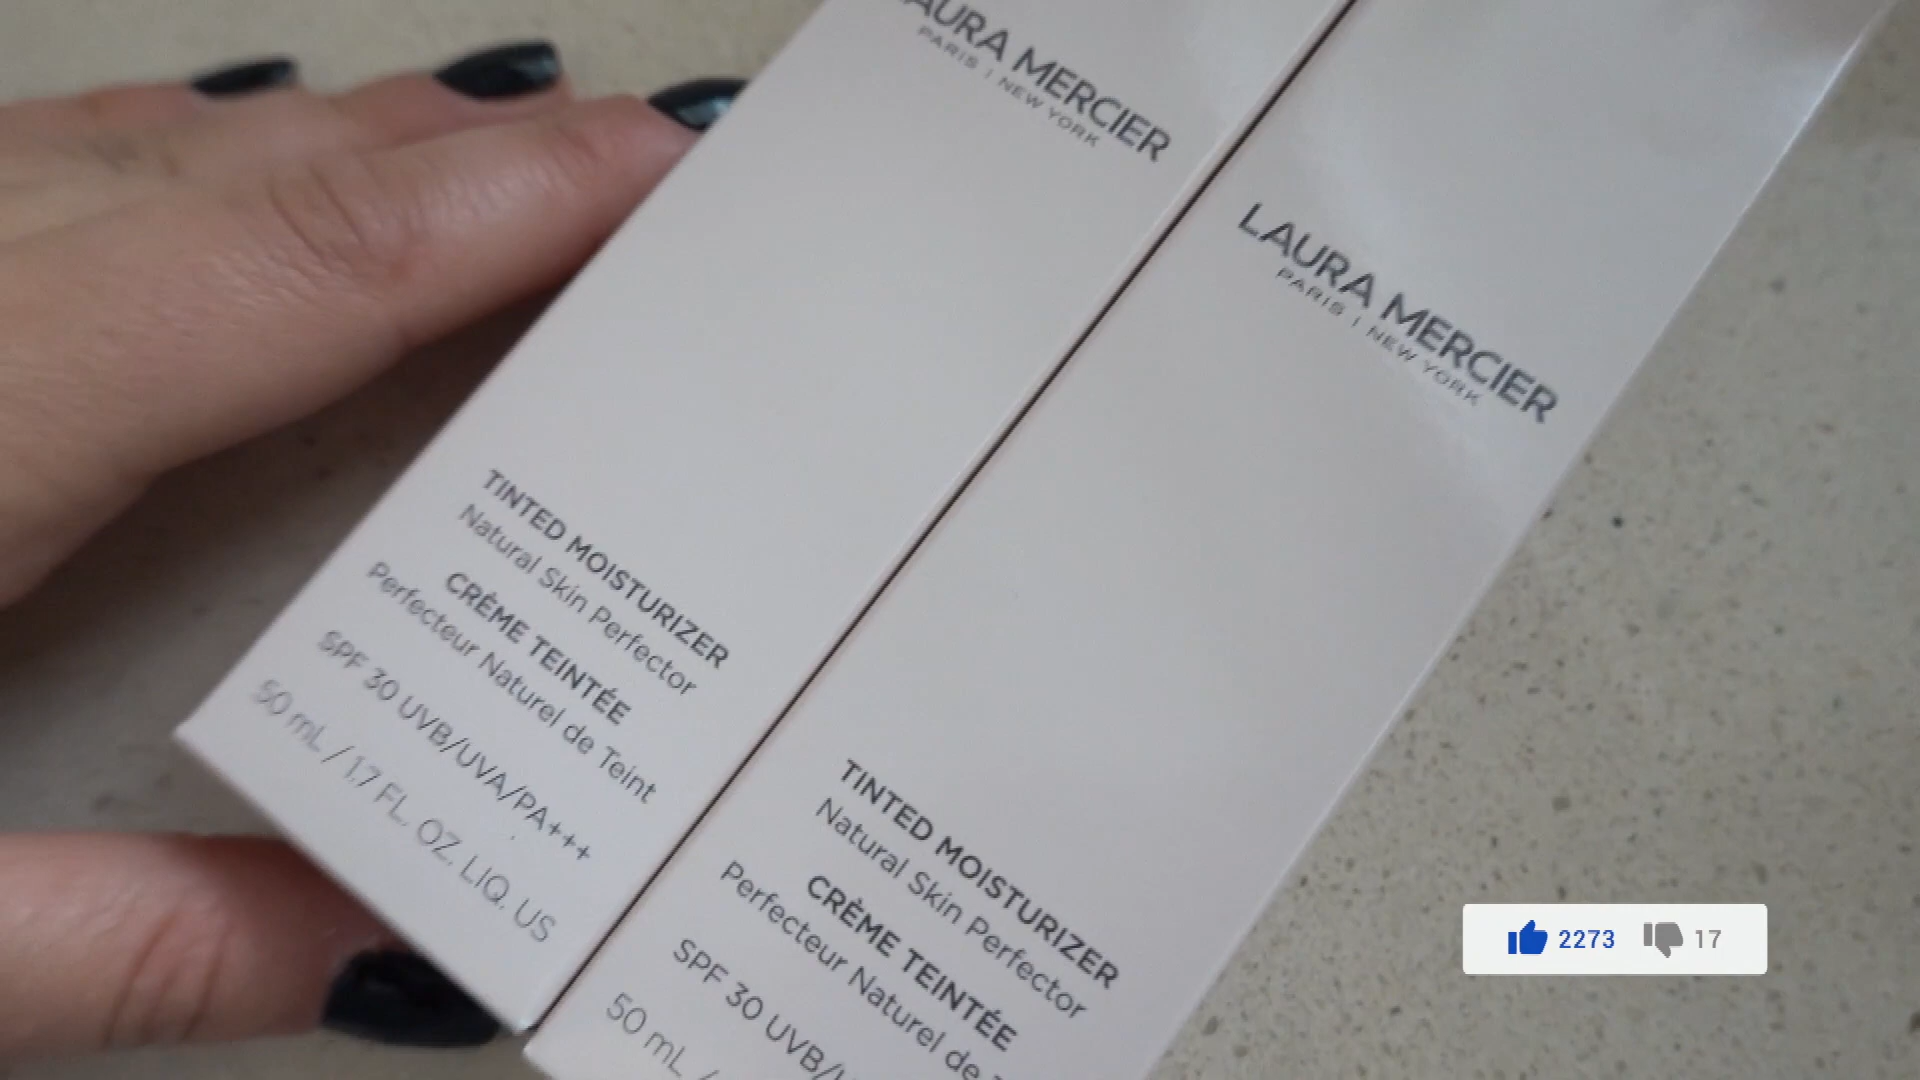 LAURA MERCIER
PARIS | NEW YORK
TINTED MOISTURIZER
Natural Skin Perfector
CRÈME TEINTÉE
Perfecteur Naturel de Teint
SPF 30 UVB/UVA/PA+++
50 mL / 1.7 FL. OZ. LIQ. US
LAURA MERCIER
PARIS | NEW YORK
TINTED MOISTURIZER
Natural Skin Perfector
CRÈME TEINTÉE
Perfecteur Naturel de
SPF 30 UVB/
50 mL /
2273 17